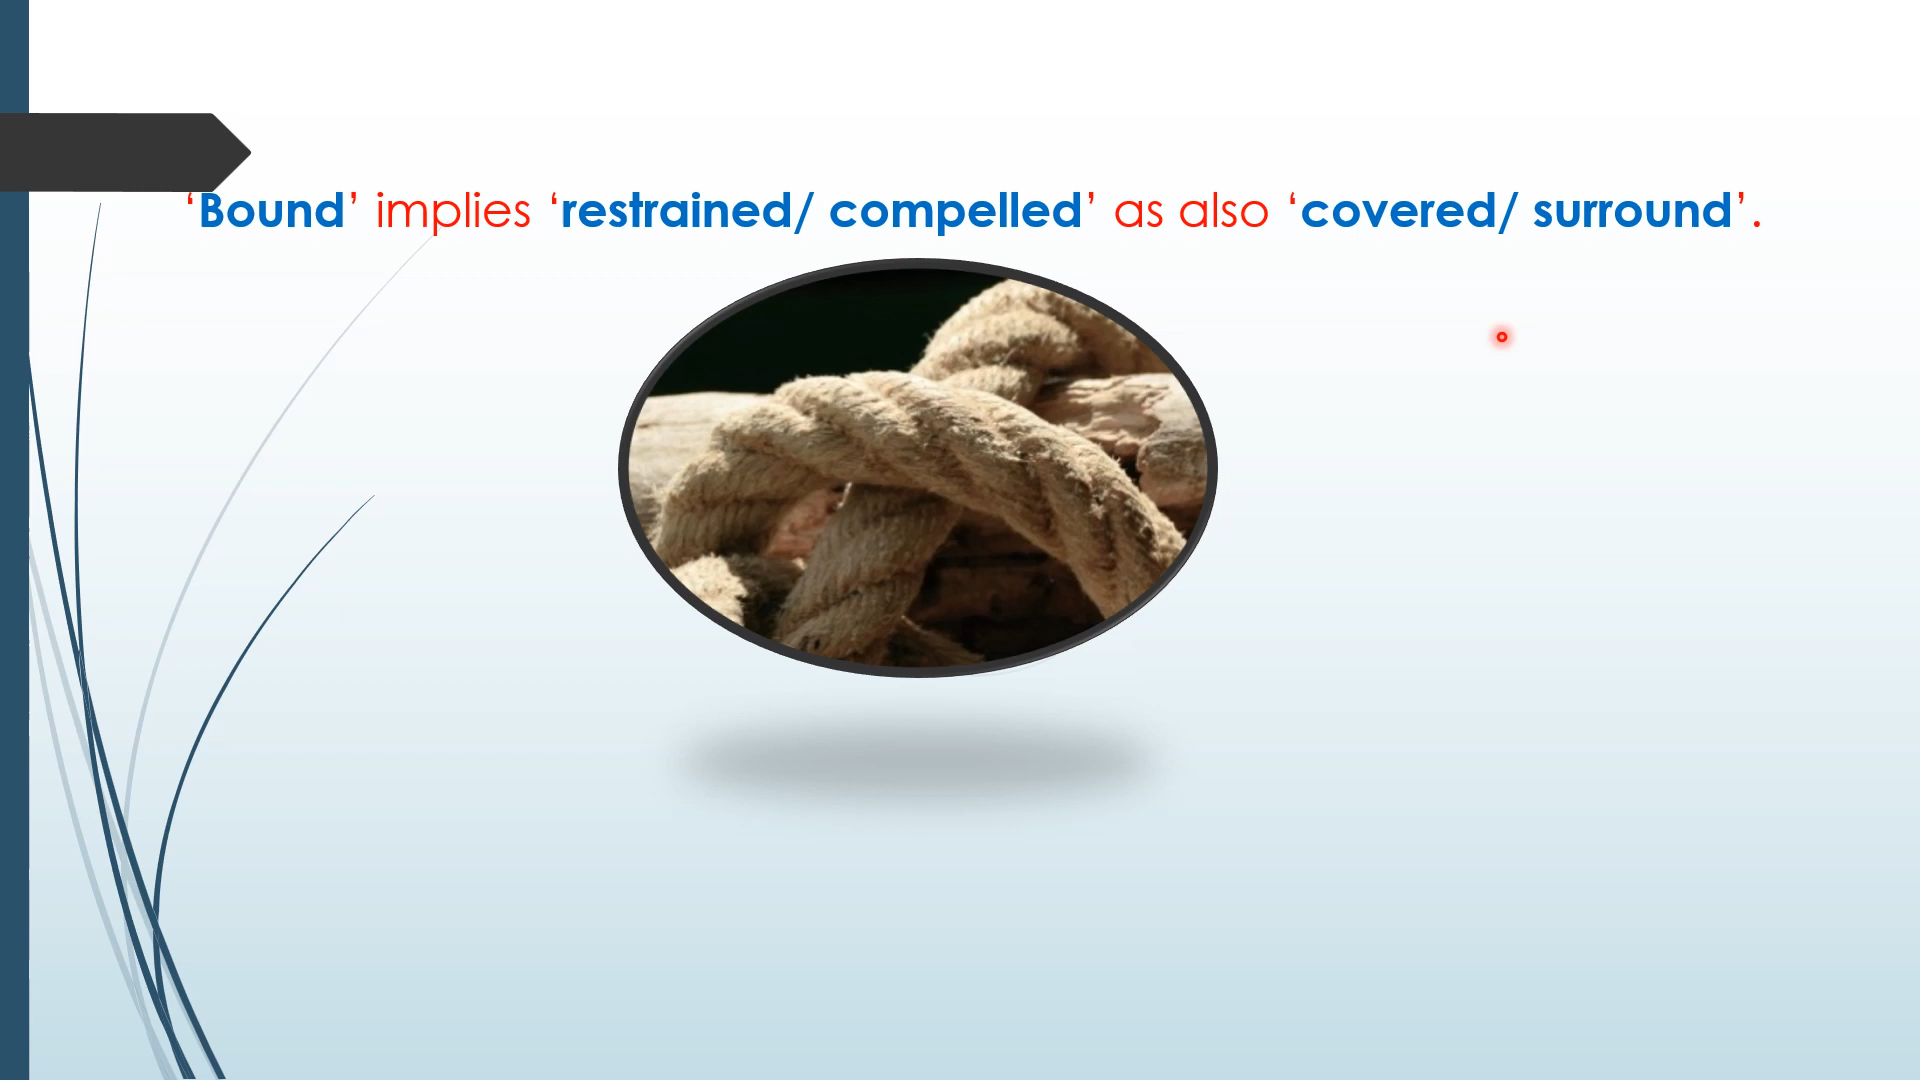 ‘Bound’ implies ‘restrained/ compelled’ as also ‘covered/ surround’.